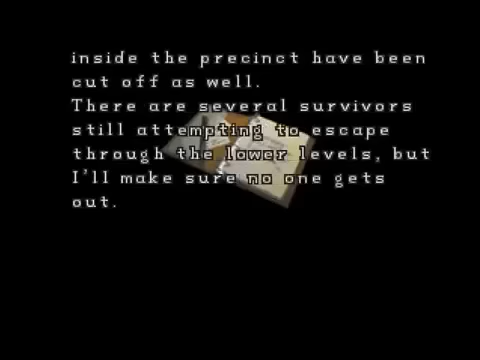 inside the precinct have been
cut off as well.
There are several survivors
still attempting to escape
through the lower levels, but
I'll make sure no one gets
out.